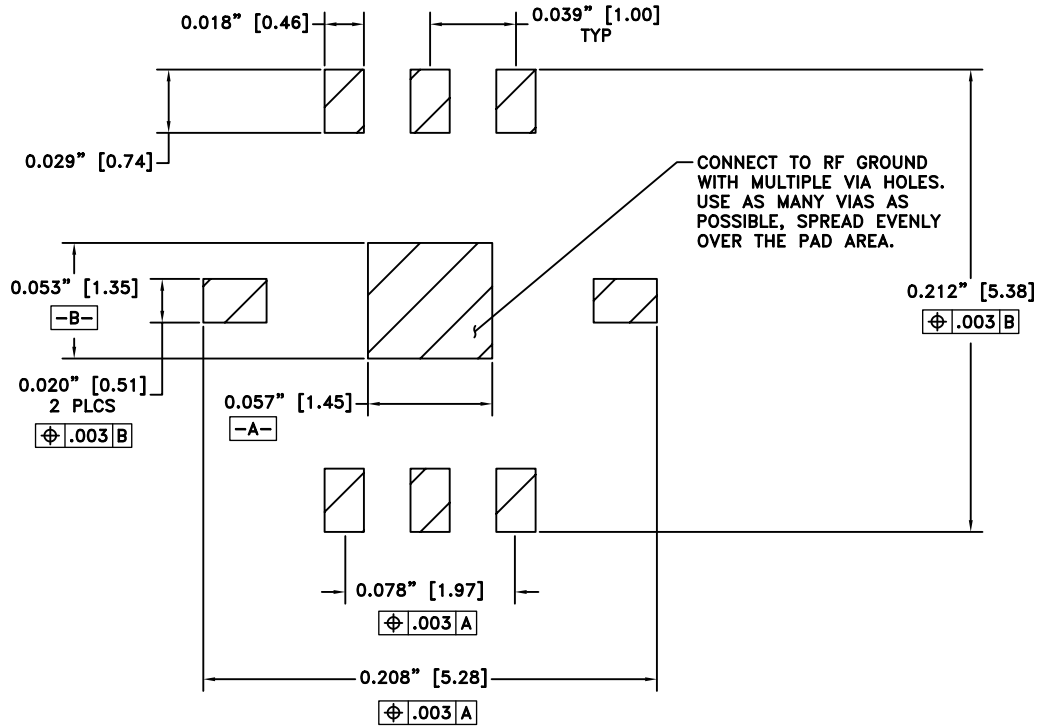 0.018” [0.46]
0.039” [1.00]
TYP
0.029” [0.74]
CONNECT TO RF GROUND
WITH MULTIPLE VIA HOLES.
USE AS MANY VIAS AS
POSSIBLE, SPREAD EVENLY
OVER THE PAD AREA.
0.053” [1.35]
-B-
0.212” [5.38]
⌖ .003 B
0.020” [0.51]
2 PLCS
⌖ .003 B
0.057” [1.45]
-A-
0.078” [1.97]
⌖ .003 A
0.208” [5.28]
⌖ .003 A